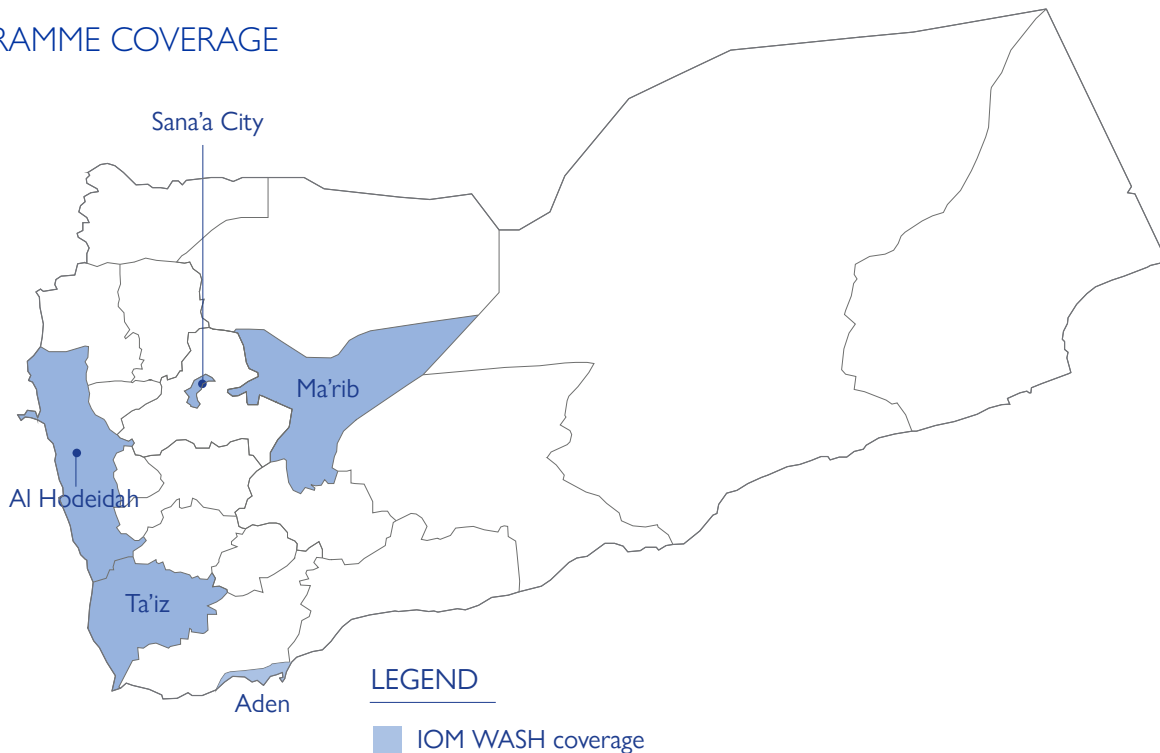 RAMME COVERAGE
Sana’a City
Ma’rib
Al Hodeidah
Ta’iz
Aden
LEGEND
IOM WASH coverage